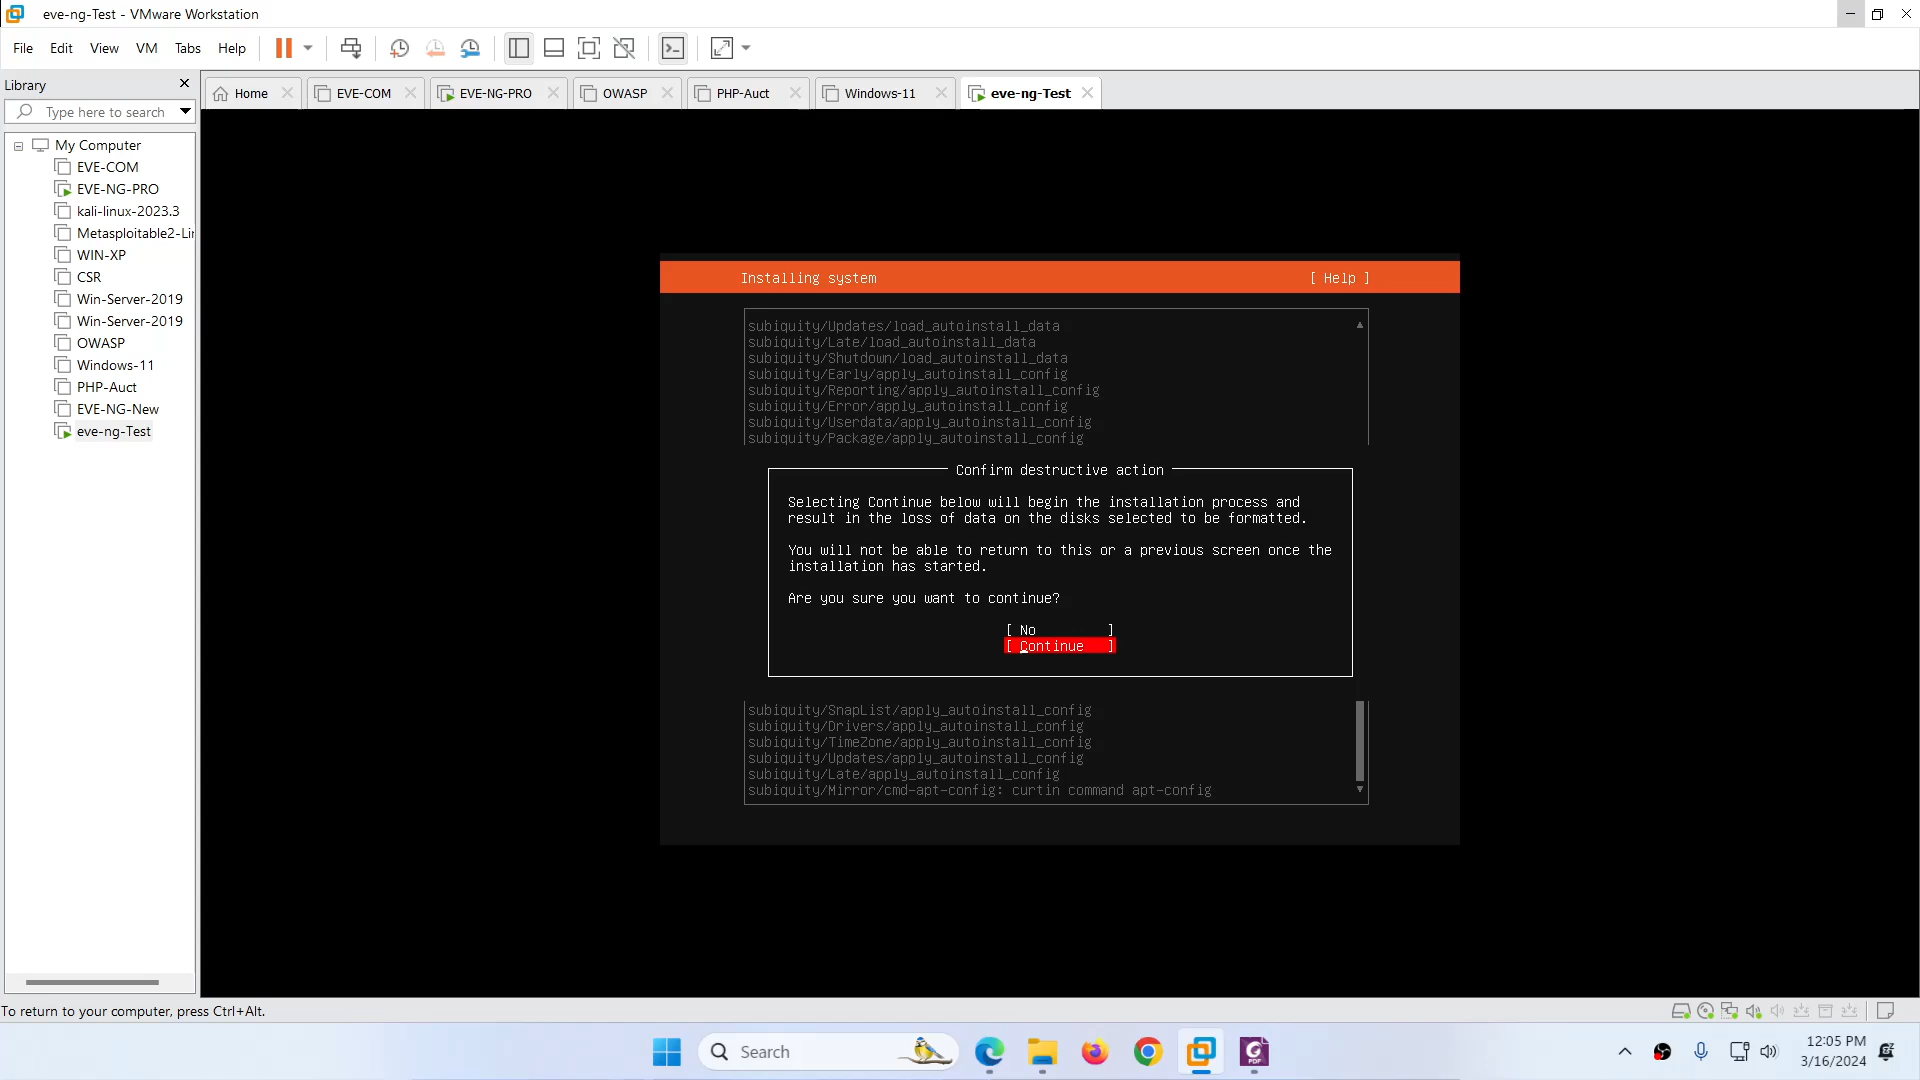 eve-ng-Test - VMware Workstation
File Edit View VM Tabs Help
Library
Home
EVE-COM
EVE-NG-PRO
OWASP
PHP-Auct
Windows-11
eve-ng-Test
Type here to search
My Computer
EVE-COM
EVE-NG-PRO
kali-linux-2023.3
Metasploitable2-Lin
WIN-XP
CSR
Win-Server-2019
Win-Server-2019
OWASP
Windows-11
PHP-Auct
EVE-NG-New
eve-ng-Test
Installing system [ Help ]
subiquity/Updates/load_autoinstall_data
subiquity/Late/load_autoinstall_data
subiquity/Shutdown/load_autoinstall_data
subiquity/Early/apply_autoinstall_config
subiquity/Reporting/apply_autoinstall_config
subiquity/Error/apply_autoinstall_config
subiquity/Userdata/apply_autoinstall_config
subiquity/Package/apply_autoinstall_config
Confirm destructive action
Selecting Continue below will begin the installation process and
result in the loss of data on the disks selected to be formatted.
You will not be able to return to this or a previous screen once the
installation has started.
Are you sure you want to continue?
[ No ]
[ Continue ]
subiquity/SnapList/apply_autoinstall_config
subiquity/Drivers/apply_autoinstall_config
subiquity/TimeZone/apply_autoinstall_config
subiquity/Updates/apply_autoinstall_config
subiquity/Late/apply_autoinstall_config
subiquity/Mirror/cmd-apt-config: curtin command apt-config
To return to your computer, press Ctrl+Alt.
Search
PDF
12:05 PM
3/16/2024